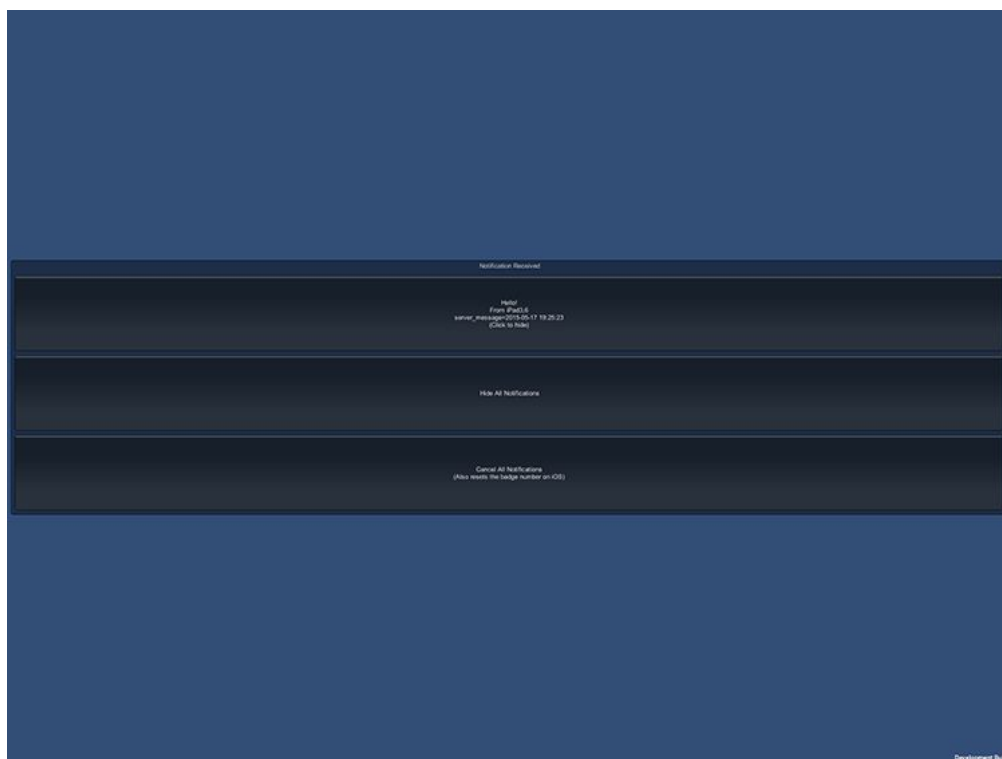 Notification Received
Hello!
From iPad3,6
server_message=2015-05-17 19:25:23
(Click to hide)
Hide All Notifications
Cancel All Notifications
(Also resets the badge number on iOS)
Development